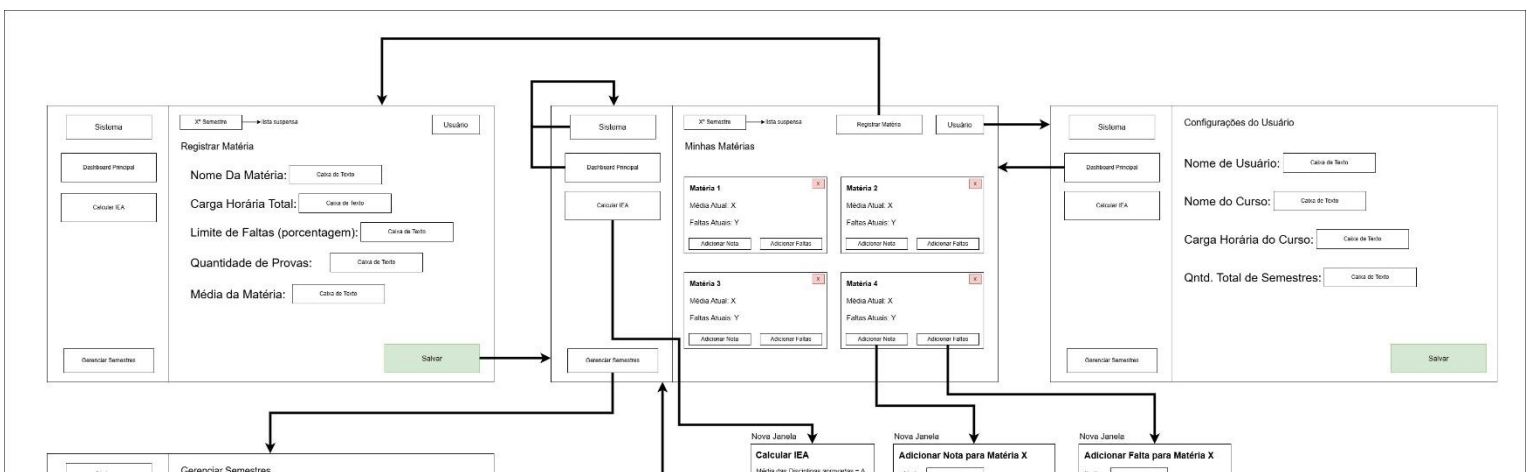 Sistema
Dashboard Principal
Calcular IEA
Gerenciar Semestres
Xº Semestre
lista suspensa
Usuário
Registrar Matéria
Nome Da Matéria: Caixa de Texto
Carga Horária Total: Caixa de Texto
Limite de Faltas (porcentagem): Caixa de Texto
Quantidade de Provas: Caixa de Texto
Média da Matéria: Caixa de Texto
Salvar
Sistema
Dashboard Principal
Calcular IEA
Gerenciar Semestres
Xº Semestre
lista suspensa
Registrar Matéria
Usuário
Minhas Matérias
Matéria 1
X
Média Atual: X
Faltas Atuais: Y
Adicionar Nota
Adicionar Faltas
Matéria 2
X
Média Atual: X
Faltas Atuais: Y
Adicionar Nota
Adicionar Faltas
Matéria 3
X
Média Atual: X
Faltas Atuais: Y
Adicionar Nota
Adicionar Faltas
Matéria 4
X
Média Atual: X
Faltas Atuais: Y
Adicionar Nota
Adicionar Faltas
Sistema
Dashboard Principal
Calcular IEA
Gerenciar Semestres
Configurações do Usuário
Nome de Usuário: Caixa de Texto
Nome do Curso: Caixa de Texto
Carga Horária do Curso: Caixa de Texto
Qntd. Total de Semestres: Caixa de Texto
Salvar
Gerenciar Semestres
Nova Janela
Calcular IEA
Média das Disciplinas aprovadas = A
Nova Janela
Adicionar Nota para Matéria X
Nova Janela
Adicionar Falta para Matéria X